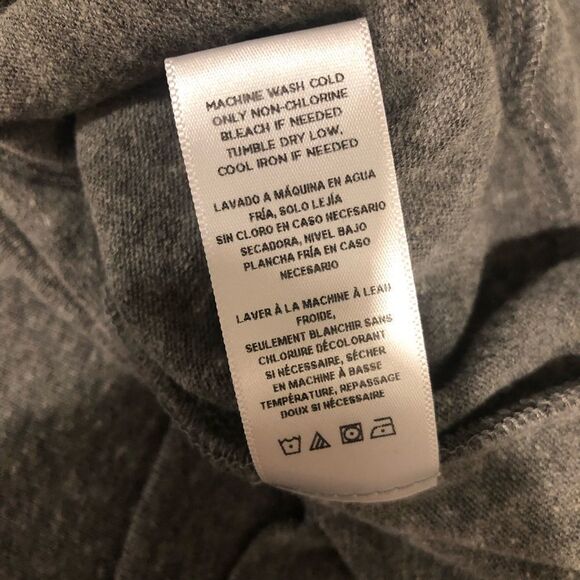 MACHINE WASH COLD
ONLY NON-CHLORINE
BLEACH IF NEEDED
TUMBLE DRY LOW,
COOL IRON IF NEEDED
LAVADO A MÁQUINA EN AGUA
FRÍA, SOLO LEJÍA
SIN CLORO EN CASO NECESARIO
SECADORA, NIVEL BAJO
PLANCHA FRÍA EN CASO
NECESARIO
LAVER À LA MACHINE À LEAU
FROIDE,
SEULEMENT BLANCHIR SANS
CHLORURE DÉCOLORANT
SI NÉCESSAIRE, SÉCHER
EN MACHINE À BASSE
TEMPÉRATURE, REPASSAGE
DOUX SI NÉCESSAIRE